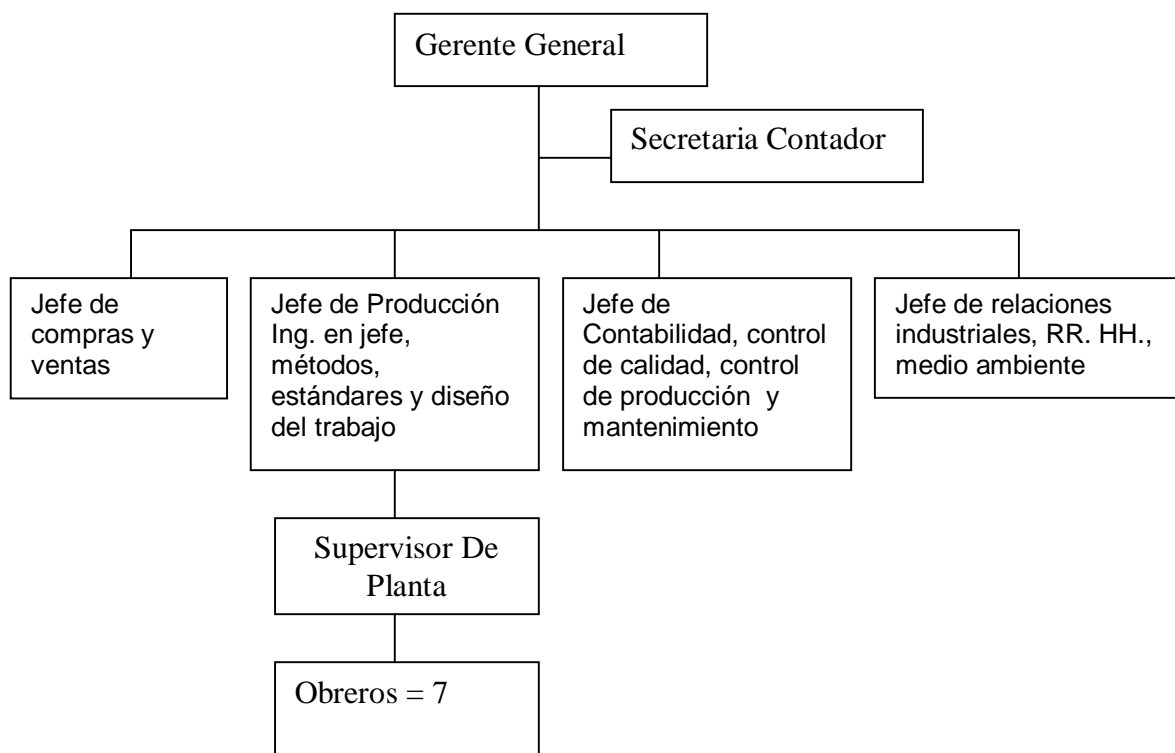 Gerente General
Secretaria Contador
Jefe de
compras y
ventas
Jefe de Producción
Ing. en jefe,
métodos,
estándares y diseño
del trabajo
Jefe de
Contabilidad, control
de calidad, control
de producción y
mantenimiento
Jefe de relaciones
industriales, RR. HH.,
medio ambiente
Supervisor De
Planta
Obreros = 7